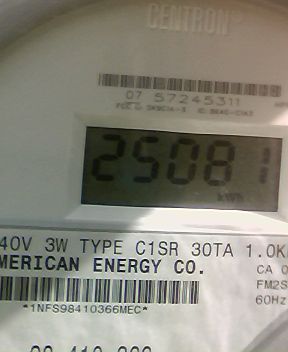 CENTRON
07 57245311
25081
kWh
40V 3W TYPE C1SR 30TA 1.0K
MERICAN ENERGY CO.
CA 0
FM2S
60Hz
*1NFS98410366MEC*